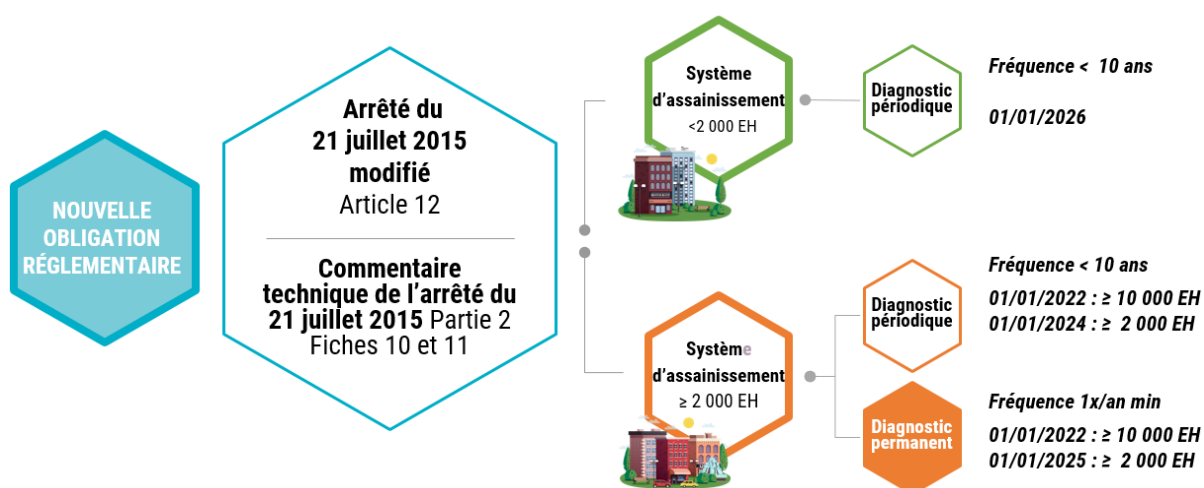 NOUVELLE
OBLIGATION
RÉGLEMENTAIRE
Arrêté du
21 juillet 2015
modifié
Article 12
Commentaire
technique de l'arrêté du
21 juillet 2015 Partie 2
Fiches 10 et 11
Système
d'assainissement
<2 000 EH
Diagnostic
périodique
Fréquence < 10 ans
01/01/2026
Système
d'assainissement
≥ 2 000 EH
Diagnostic
périodique
Fréquence < 10 ans
01/01/2022 : ≥ 10 000 EH
01/01/2024 : ≥ 2 000 EH
Diagnostic
permanent
Fréquence 1x/an min
01/01/2022 : ≥ 10 000 EH
01/01/2025 : ≥ 2 000 EH